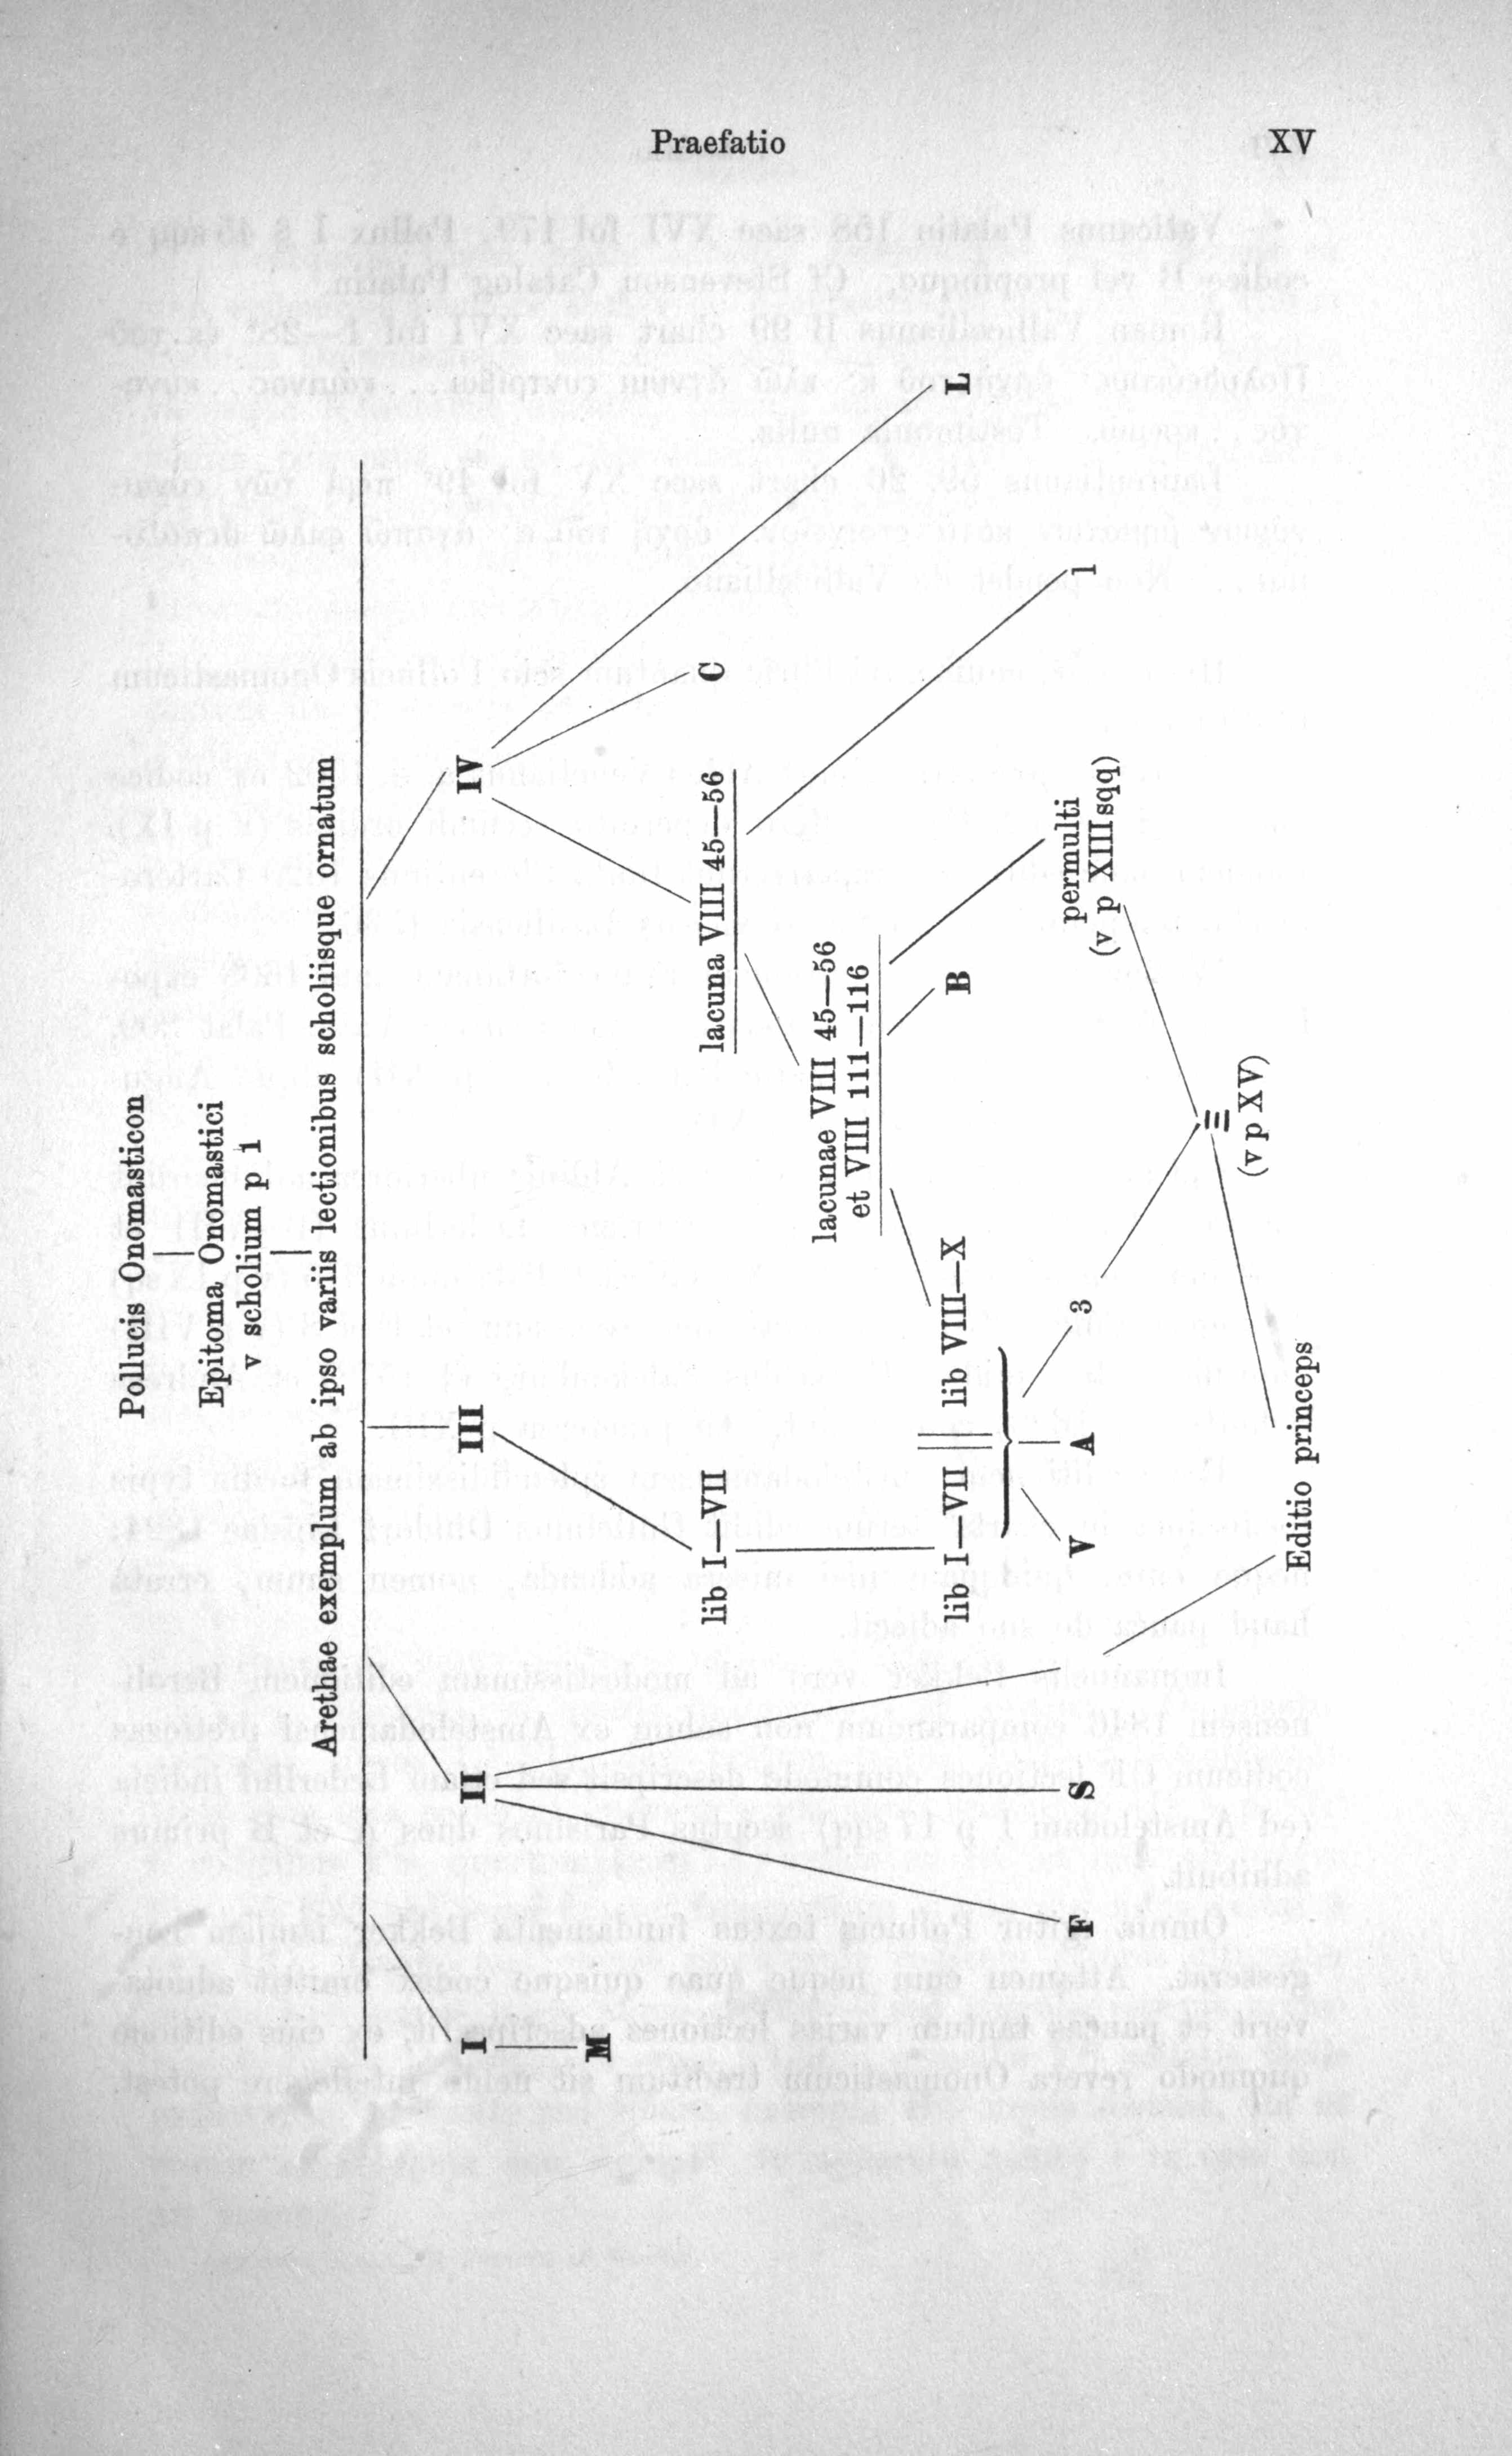 Praefatio XV
Pollucis Onomasticon
Epitoma Onomastici
v scholium p 1
Arethae exemplum ab ipso variis lectionibus scholiisque ornatum
I
II
III
IV
M
lib I—VII
lacuna VIII 45—56
C
lacunae VIII 45—56
et VIII 111—116
lib I—VII
lib VIII—X
B
L
F
S
V
A
3
permulti
(v p XIII sqq)
1
Ξ
(v p XV)
Editio princeps